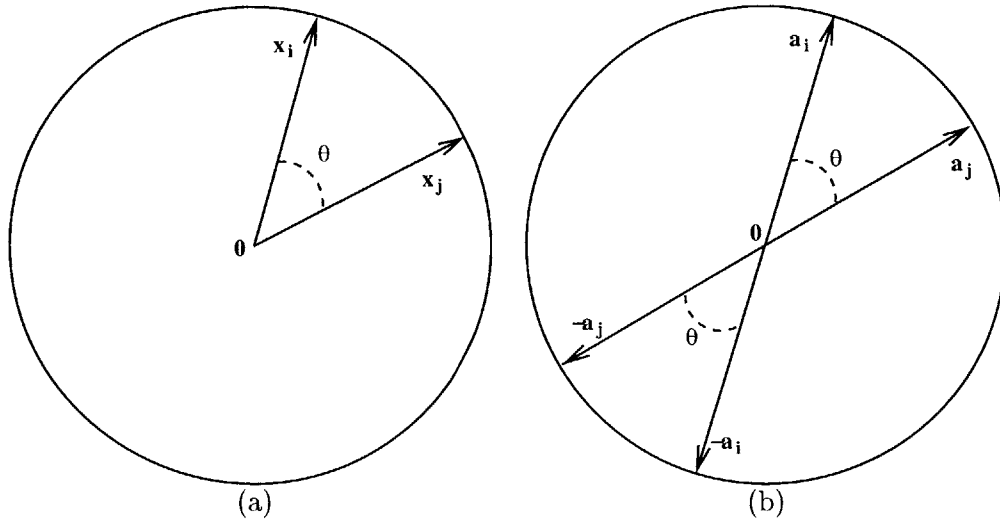 x_i
θ
x_j
0
(a)
a_i
θ
a_j
0
-a_j
θ
-a_i
(b)